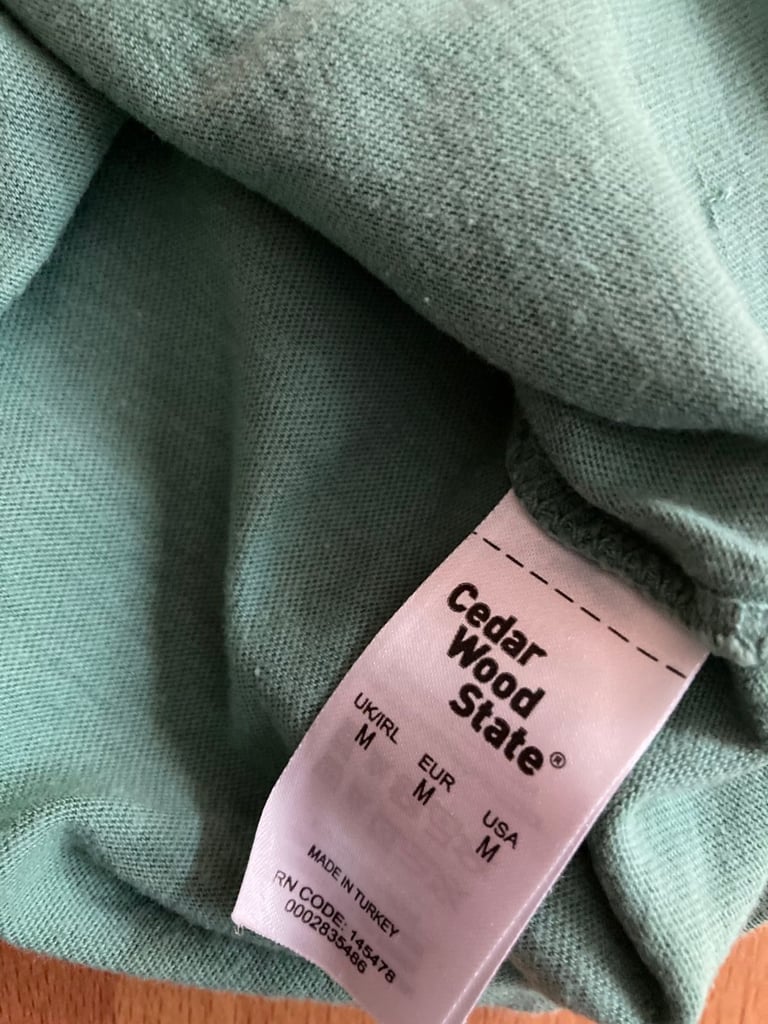 Cedar
Wood
State®
UK/IRL EUR USA
M M M
MADE IN TURKEY
RN CODE: 145478
0002835486